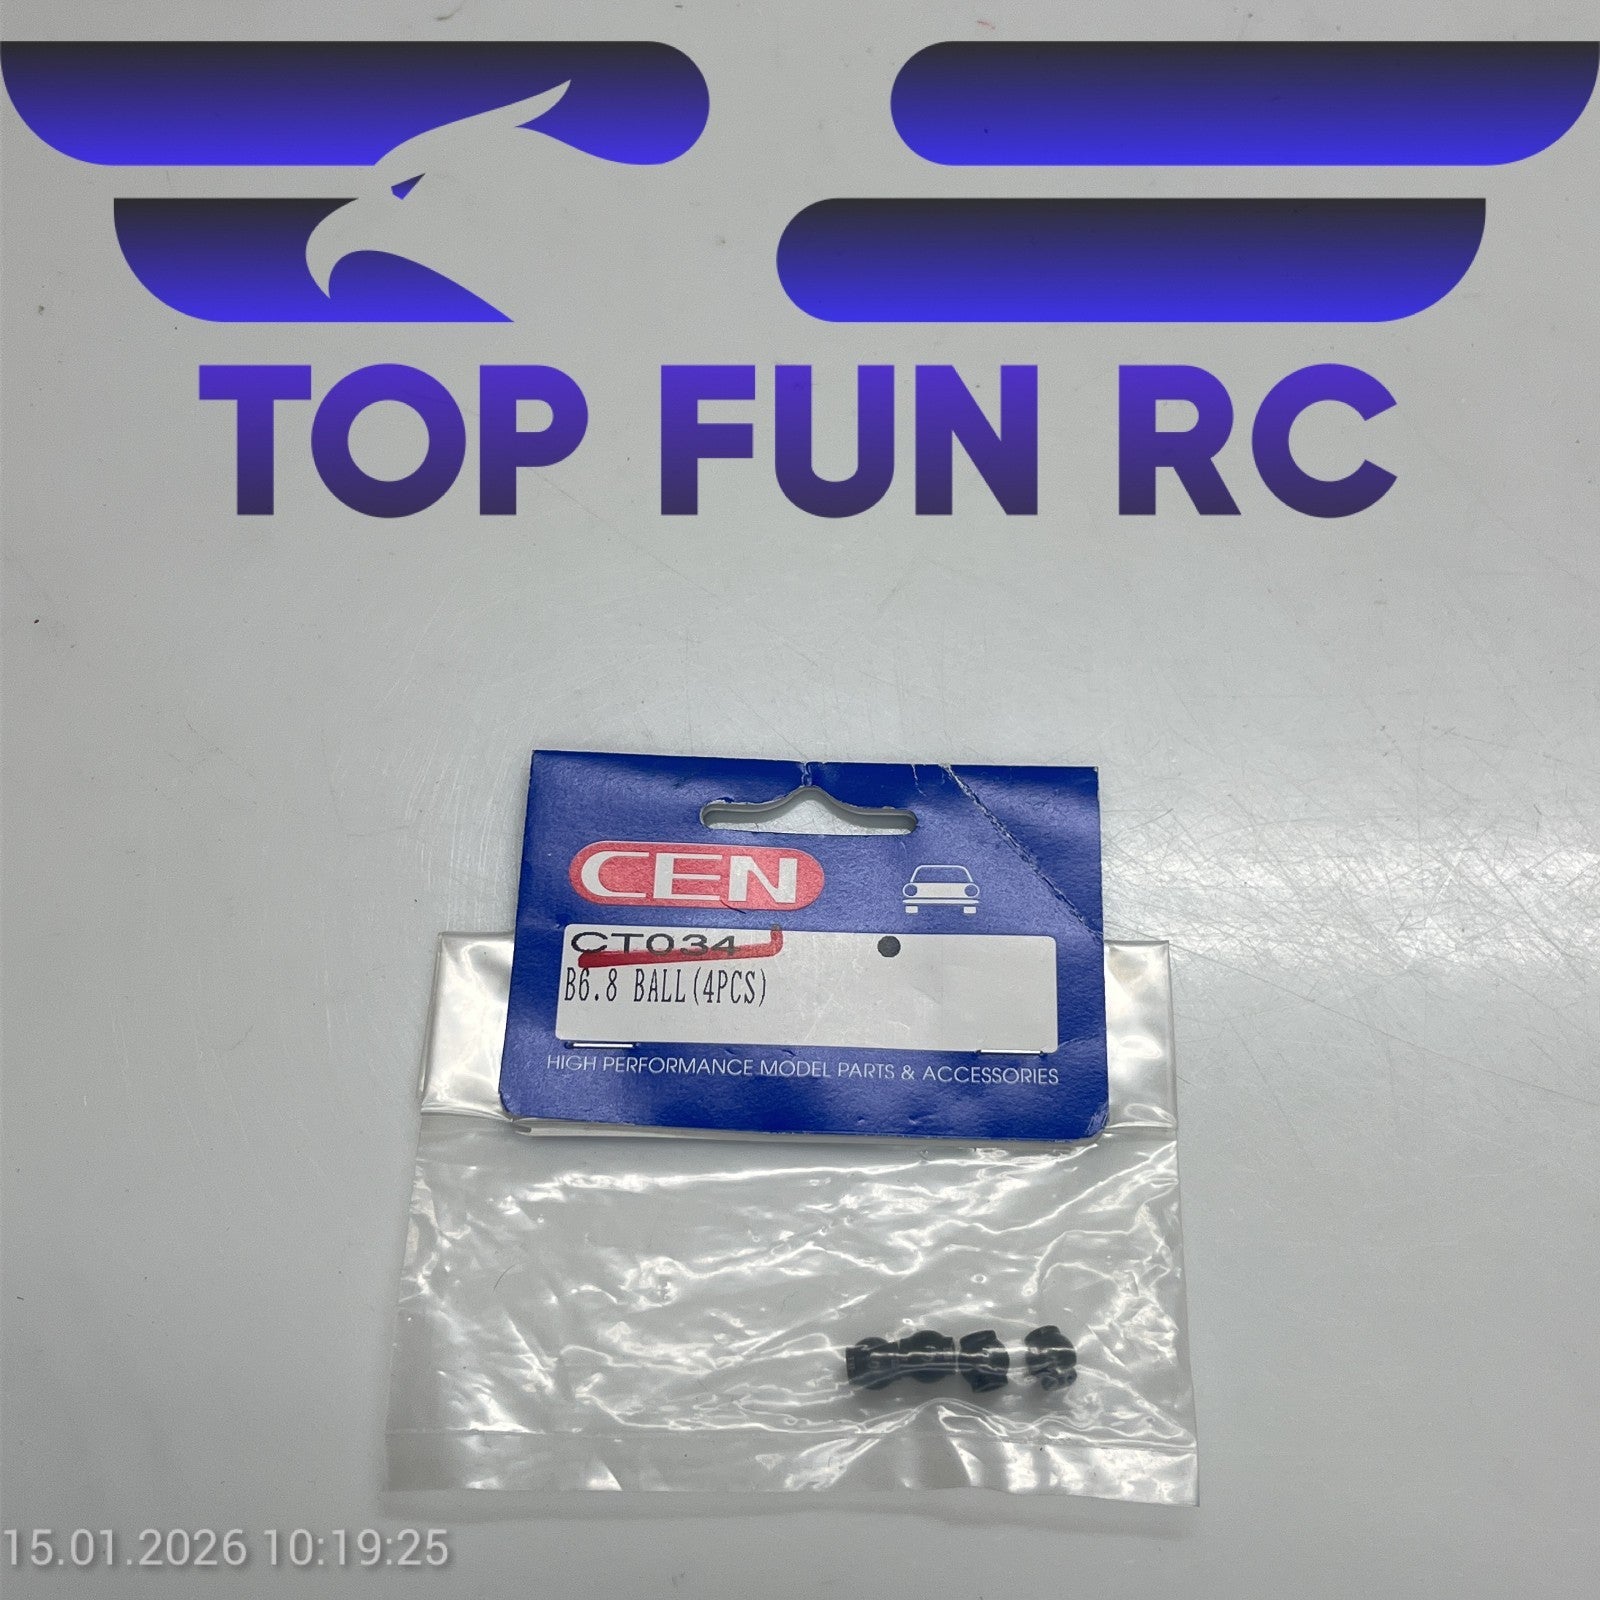 TOP FUN RC
CEN
CT034
B6.8 BALL(4PCS)
HIGH PERFORMANCE MODEL PARTS & ACCESSORIES
15.01.2026 10:19:25